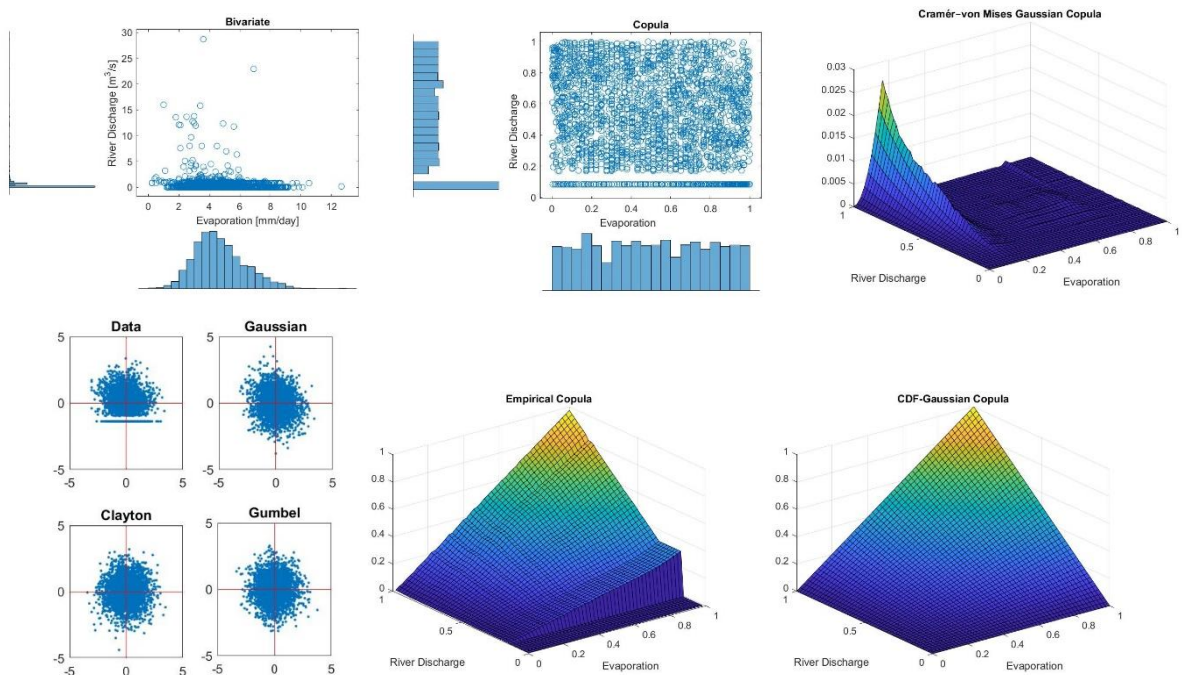 Bivariate
30
25
20
15
10
5
0
River Discharge [m³/s]
0 2 4 6 8 10 12
Evaporation [mm/day]
Copula
1
0.8
0.6
0.4
0.2
0
River Discharge
0 0.2 0.4 0.6 0.8 1
Evaporation
Cramér–von Mises Gaussian Copula
0.03
0.025
0.02
0.015
0.01
0.005
0
1
0.5
0
River Discharge
0
0.2
0.4
0.6
0.8
1
Evaporation
Data
5
0
-5
-5 0 5
Gaussian
5
0
-5
-5 0 5
Clayton
5
0
-5
-5 0 5
Gumbel
5
0
-5
-5 0 5
Empirical Copula
1
0.8
0.6
0.4
0.2
0
1
0.5
0
River Discharge
0
0.2
0.4
0.6
0.8
1
Evaporation
CDF-Gaussian Copula
1
0.8
0.6
0.4
0.2
0
1
0.5
0
River Discharge
0
0.2
0.4
0.6
0.8
1
Evaporation